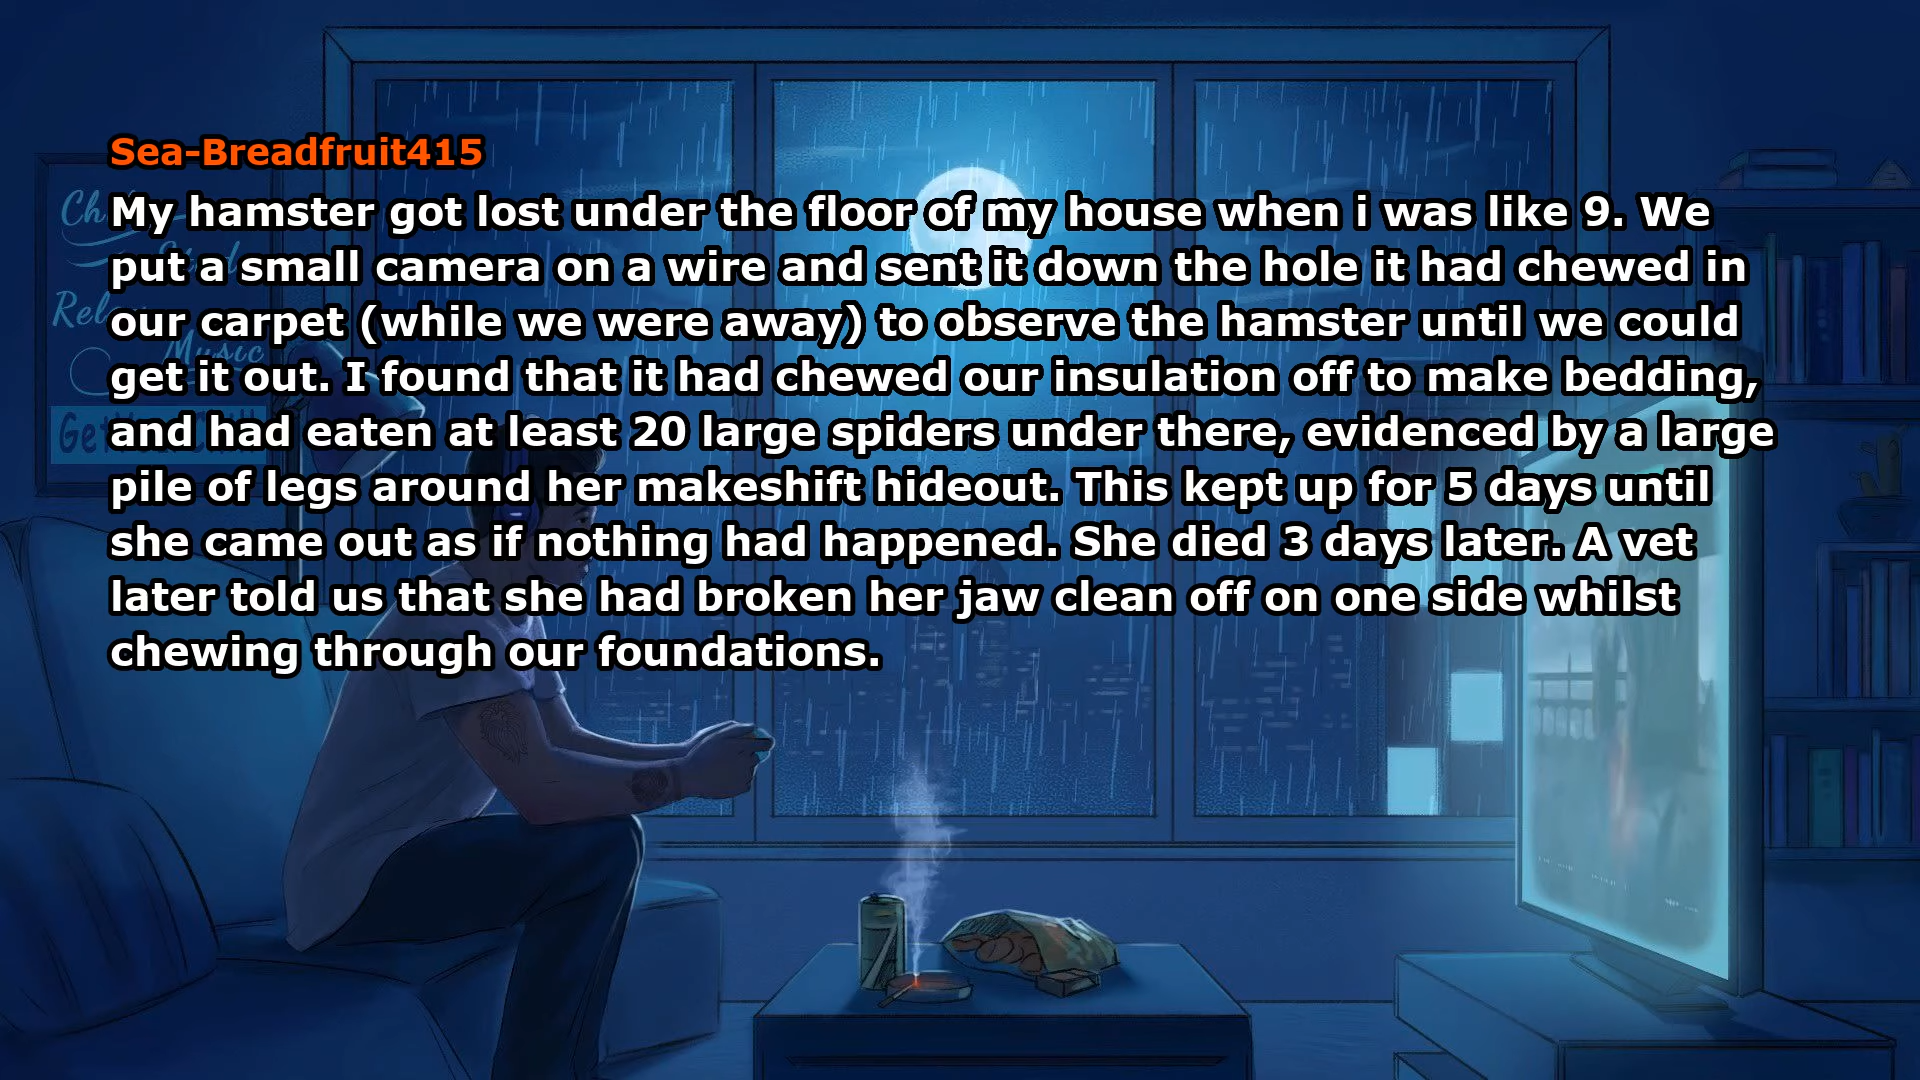 Sea-Breadfruit415
My hamster got lost under the floor of my house when i was like 9. We
put a small camera on a wire and sent it down the hole it had chewed in
our carpet (while we were away) to observe the hamster until we could
get it out. I found that it had chewed our insulation off to make bedding,
and had eaten at least 20 large spiders under there, evidenced by a large
pile of legs around her makeshift hideout. This kept up for 5 days until
she came out as if nothing had happened. She died 3 days later. A vet
later told us that she had broken her jaw clean off on one side whilst
chewing through our foundations.
Music